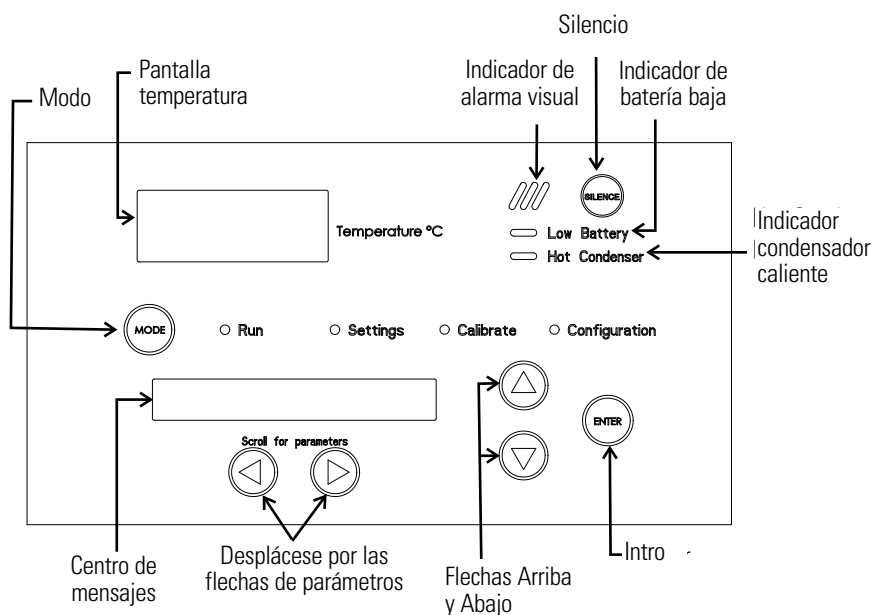 Silencio
Pantalla
temperatura
Modo
Indicador de
alarma visual
Indicador de
batería baja
SILENCE
Temperature ºC
Low Battery
Hot Condenser
Indicador
condensador
caliente
MODE
Run
Settings
Calibrate
Configuration
ENTER
Scroll for parameters
Centro de
mensajes
Desplácese por las
flechas de parámetros
Flechas Arriba
y Abajo
Intro